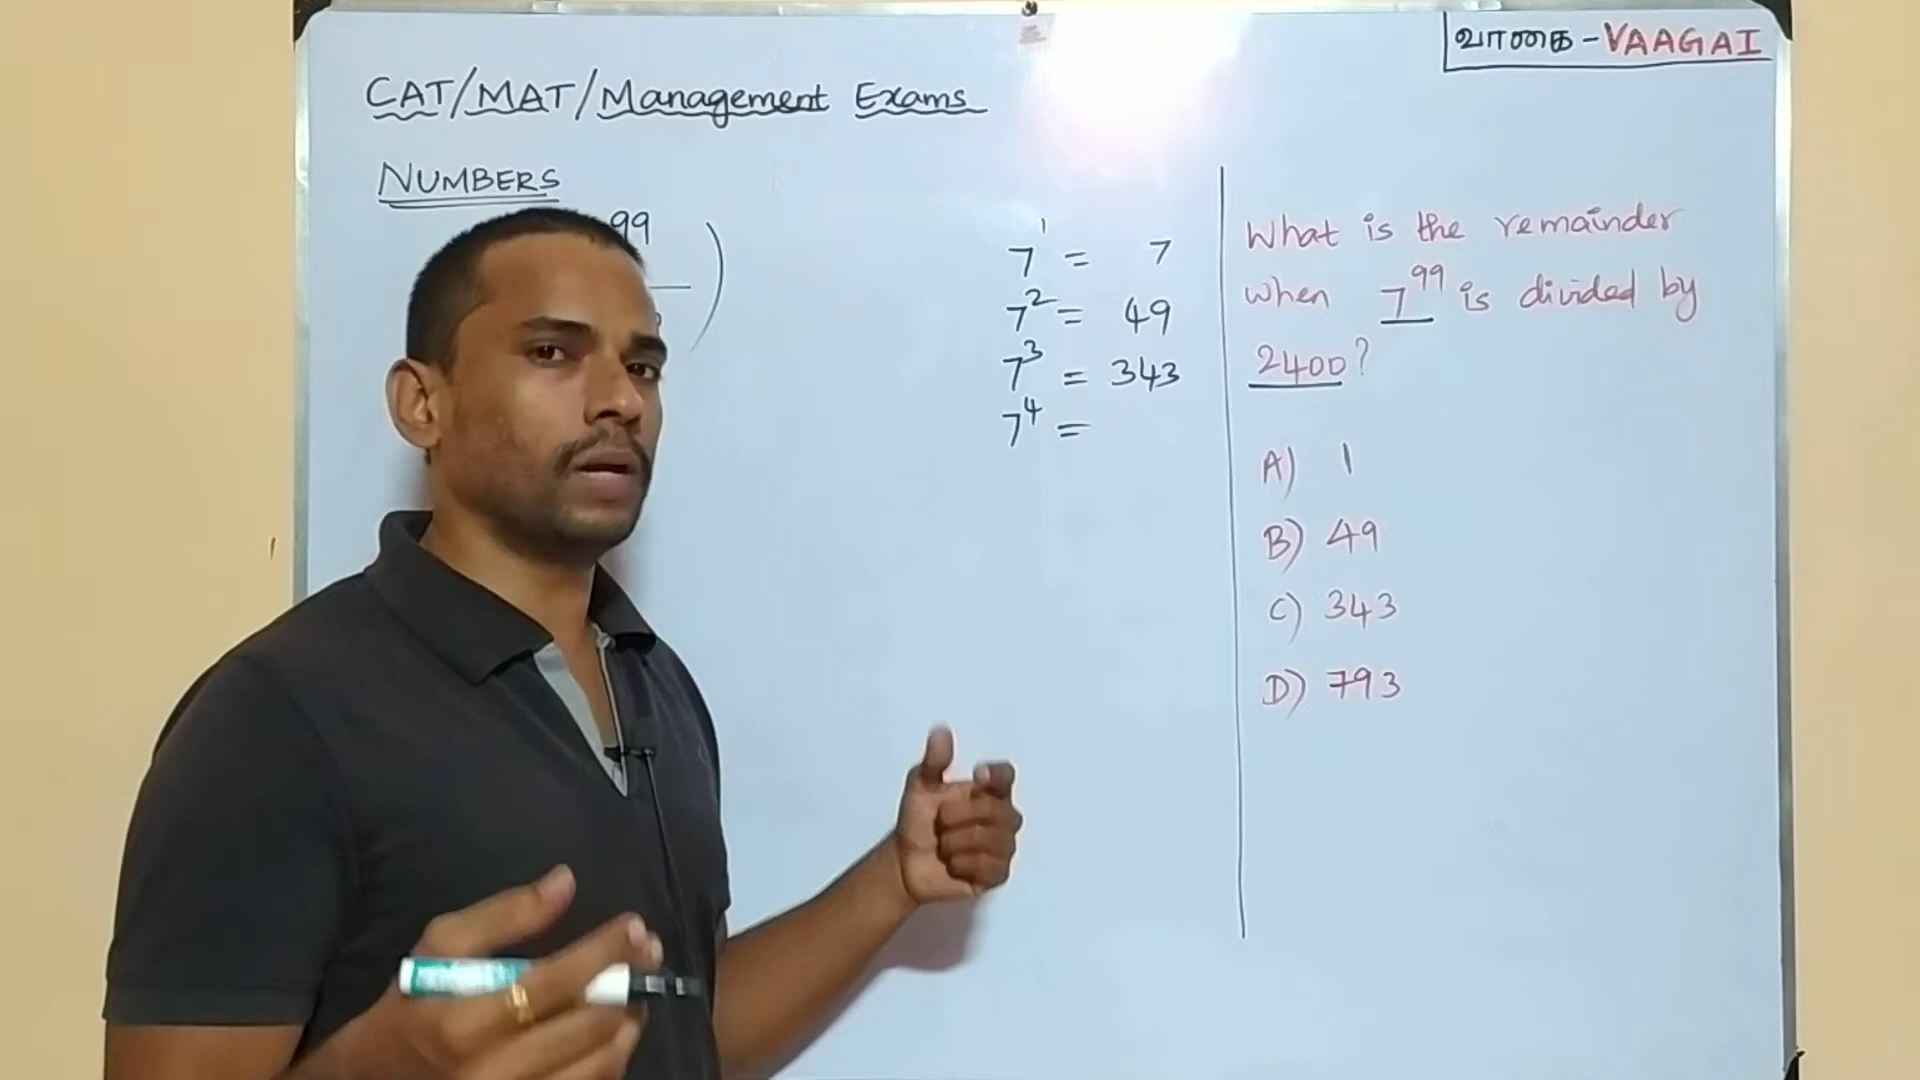 வாகை - VAAGAI
CAT/MAT/Management Exams
NUMBERS
99
7¹ = 7
7² = 49
7³ = 343
7⁴ =
What is the remainder
when 7⁹⁹ is divided by
2400?
A) 1
B) 49
C) 343
D) 793